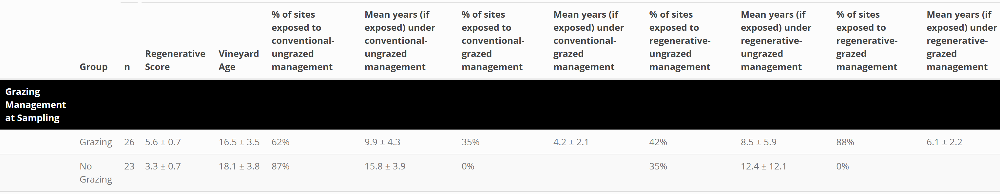 % of sites Mean years (if % of sites Mean years (if % of sites Mean years (if % of sites Mean years (if
exposed to exposed) under exposed to exposed) under exposed to exposed) under exposed to exposed) under
conventional- conventional- conventional- conventional- regenerative- regenerative- regenerative- regenerative-
Regenerative Vineyard ungrazed ungrazed grazed grazed ungrazed ungrazed grazed grazed
Group n Score Age management management management management management management management management
Grazing
Management
at Sampling
Grazing 26 5.6 ± 0.7 16.5 ± 3.5 62% 9.9 ± 4.3 35% 4.2 ± 2.1 42% 8.5 ± 5.9 88% 6.1 ± 2.2
No 23 3.3 ± 0.7 18.1 ± 3.8 87% 15.8 ± 3.9 0% 35% 12.4 ± 12.1 0%
Grazing